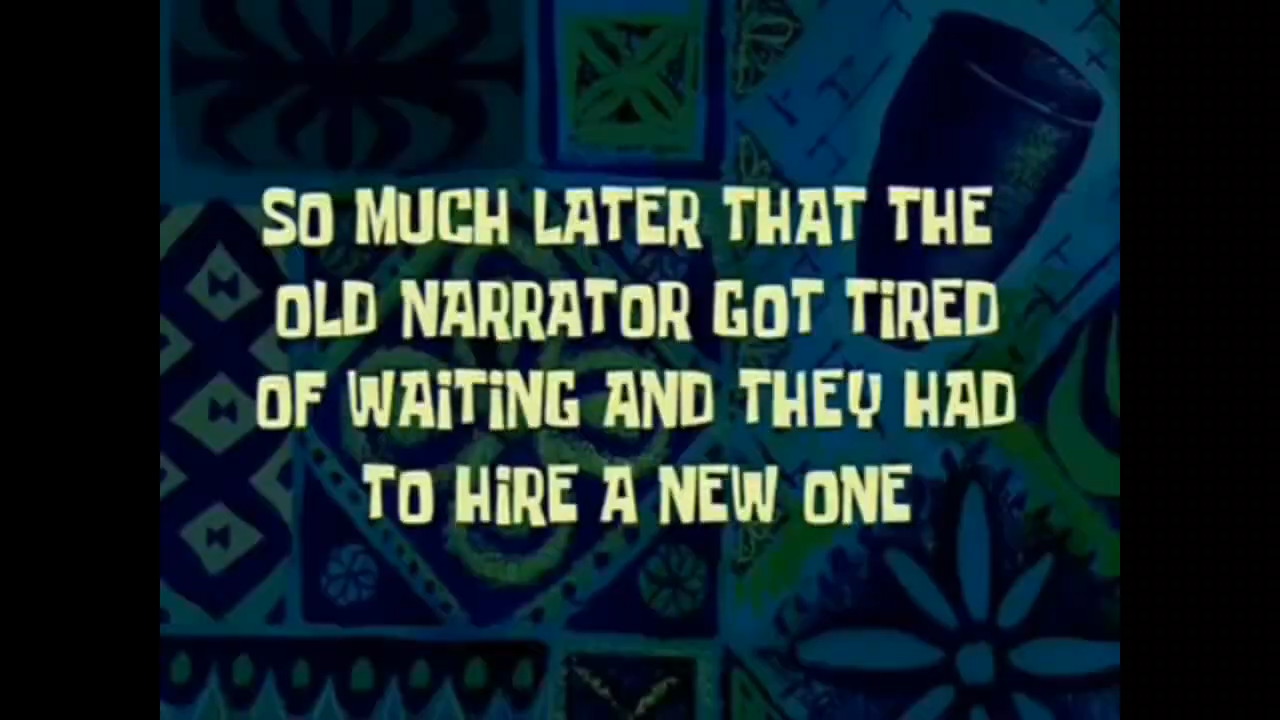 SO MUCH LATER THAT THE
OLD NARRATOR GOT TiRED
OF WAiTiNG AND THEY HAD
TO HiRE A NEW ONE